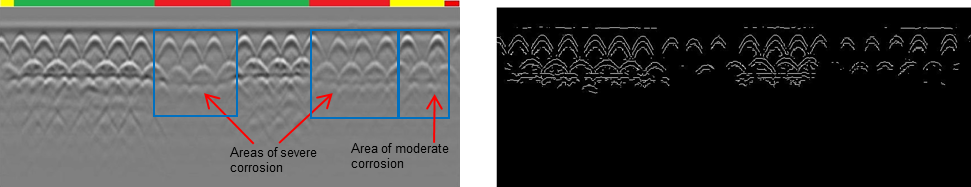 Areas of severe
corrosion
Area of moderate
corrosion